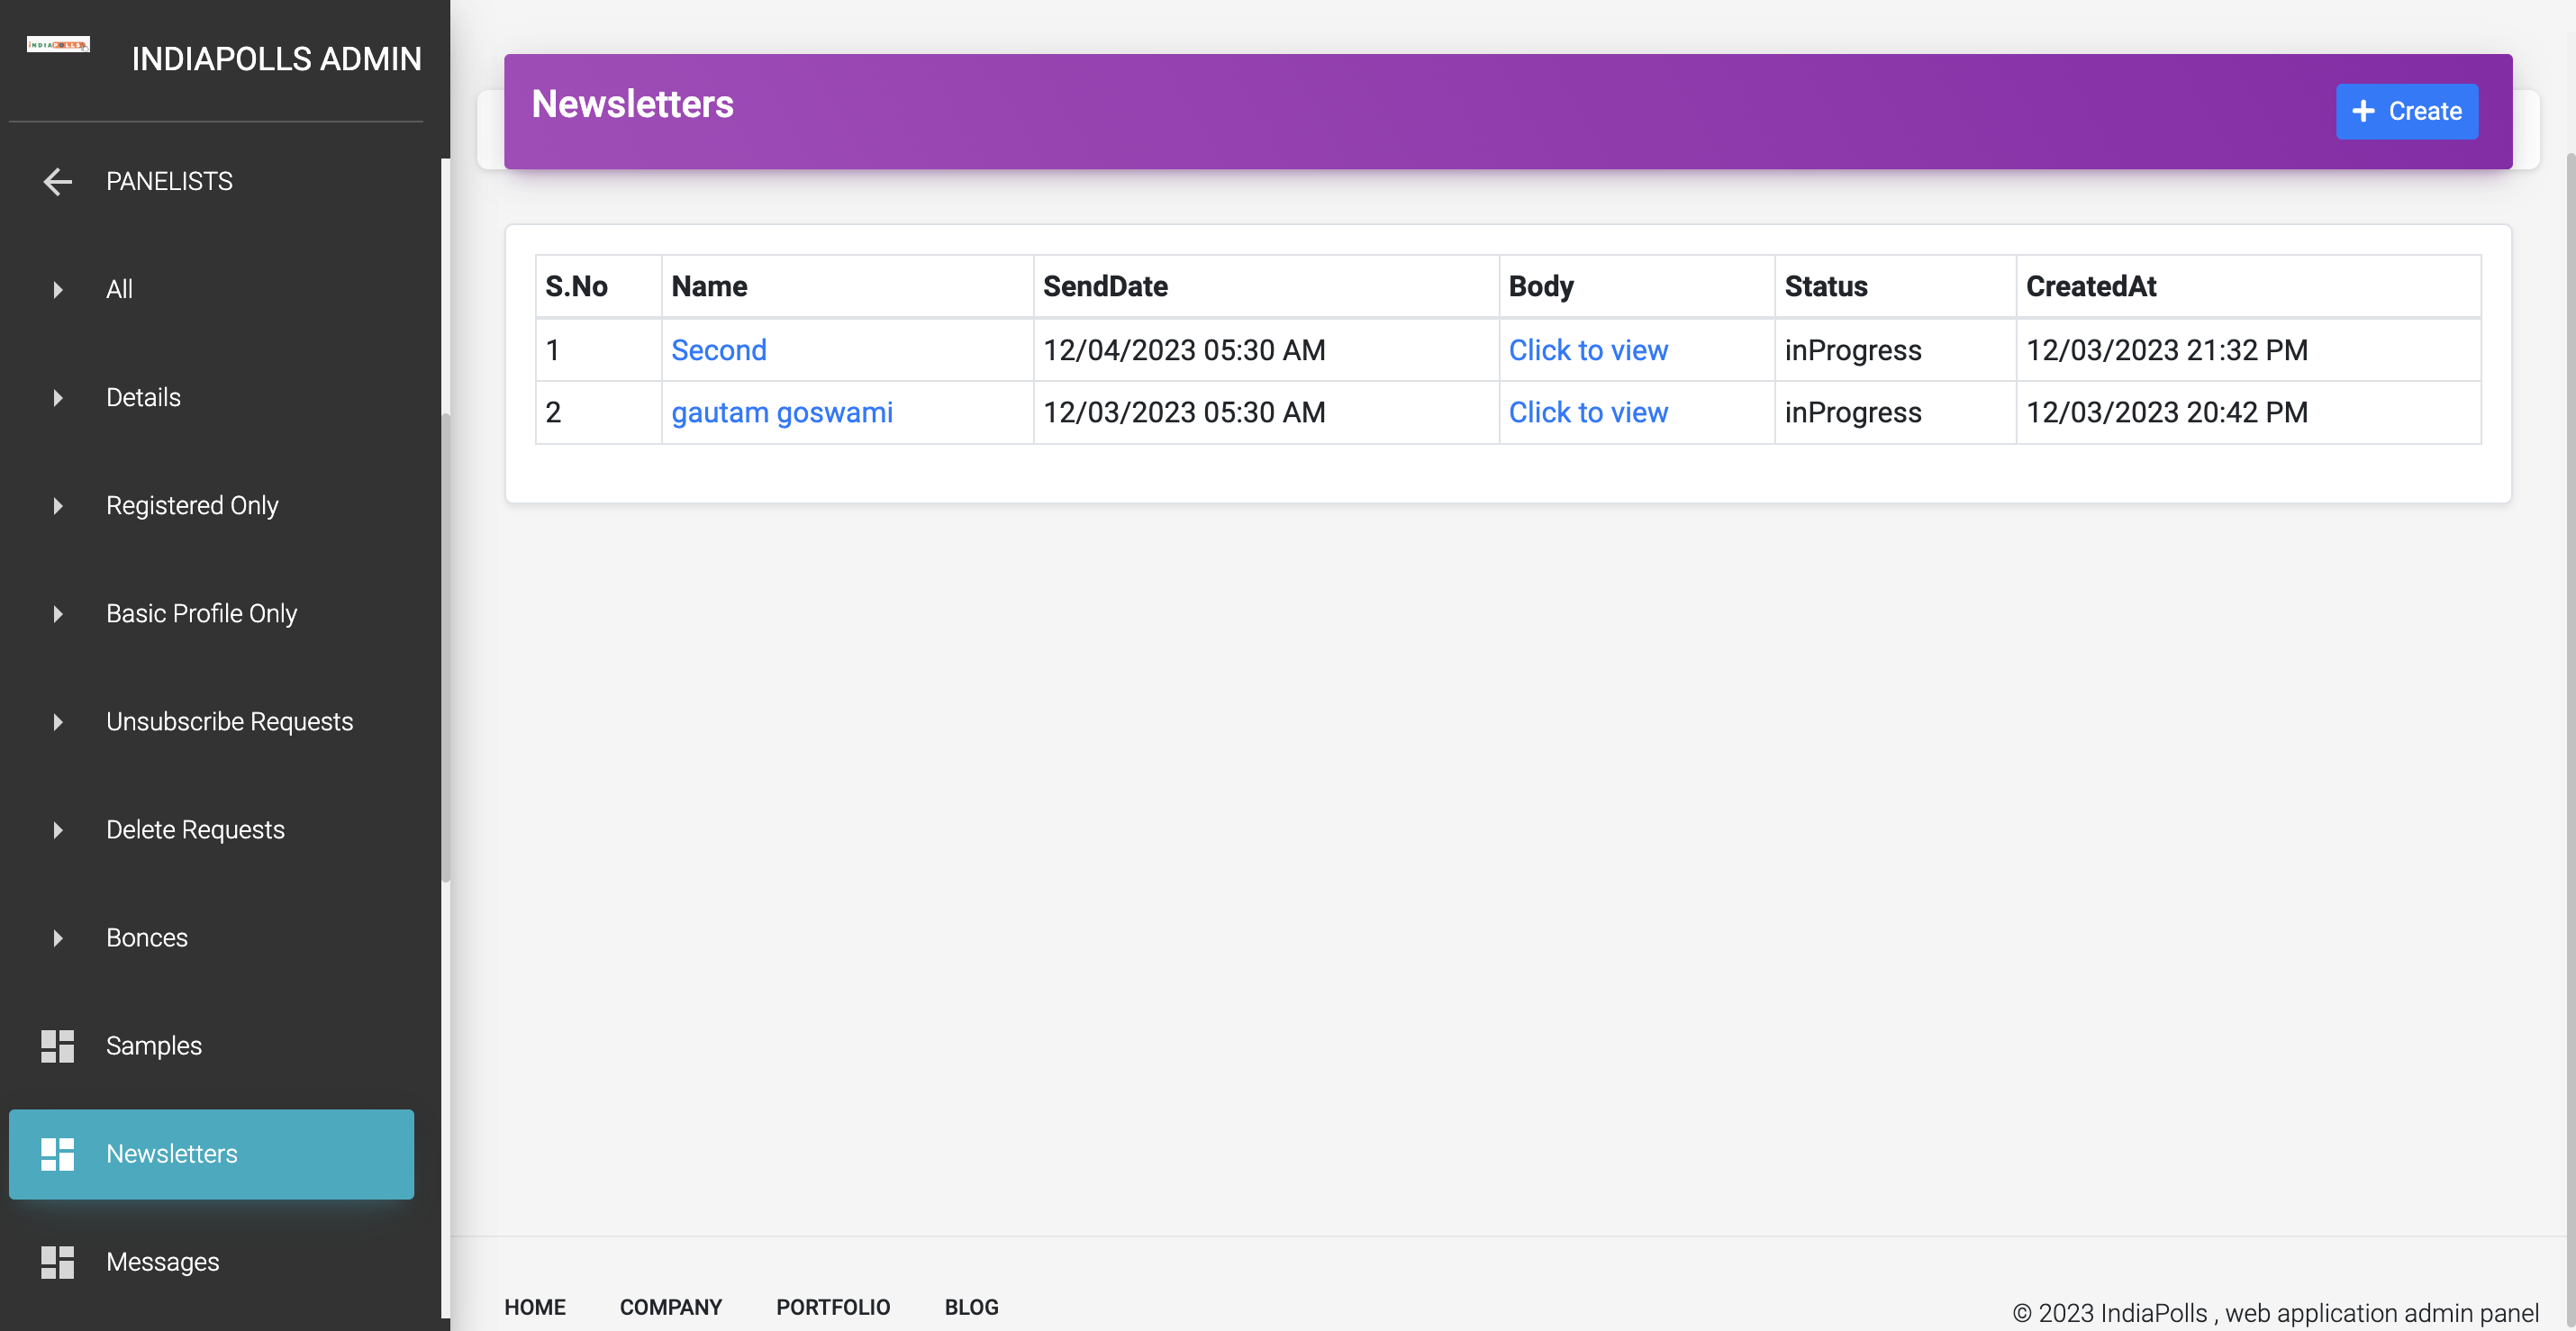 INDIAPOLLS ADMIN
PANELISTS
All
Details
Registered Only
Basic Profile Only
Unsubscribe Requests
Delete Requests
Bonces
Samples
Newsletters
Messages
Newsletters
Create
S.No Name SendDate Body Status CreatedAt
1 Second 12/04/2023 05:30 AM Click to view inProgress 12/03/2023 21:32 PM
2 gautam goswami 12/03/2023 05:30 AM Click to view inProgress 12/03/2023 20:42 PM
HOME COMPANY PORTFOLIO BLOG
© 2023 IndiaPolls , web application admin panel